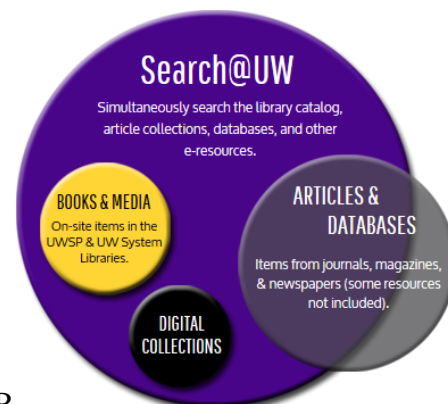 Search@UW
Simultaneously search the library catalog,
article collections, databases, and other
e-resources.
BOOKS & MEDIA
On-site items in the
UWSP & UW System
Libraries.
ARTICLES &
DATABASES
Items from journals, magazines,
& newspapers (some resources
not included).
DIGITAL
COLLECTIONS